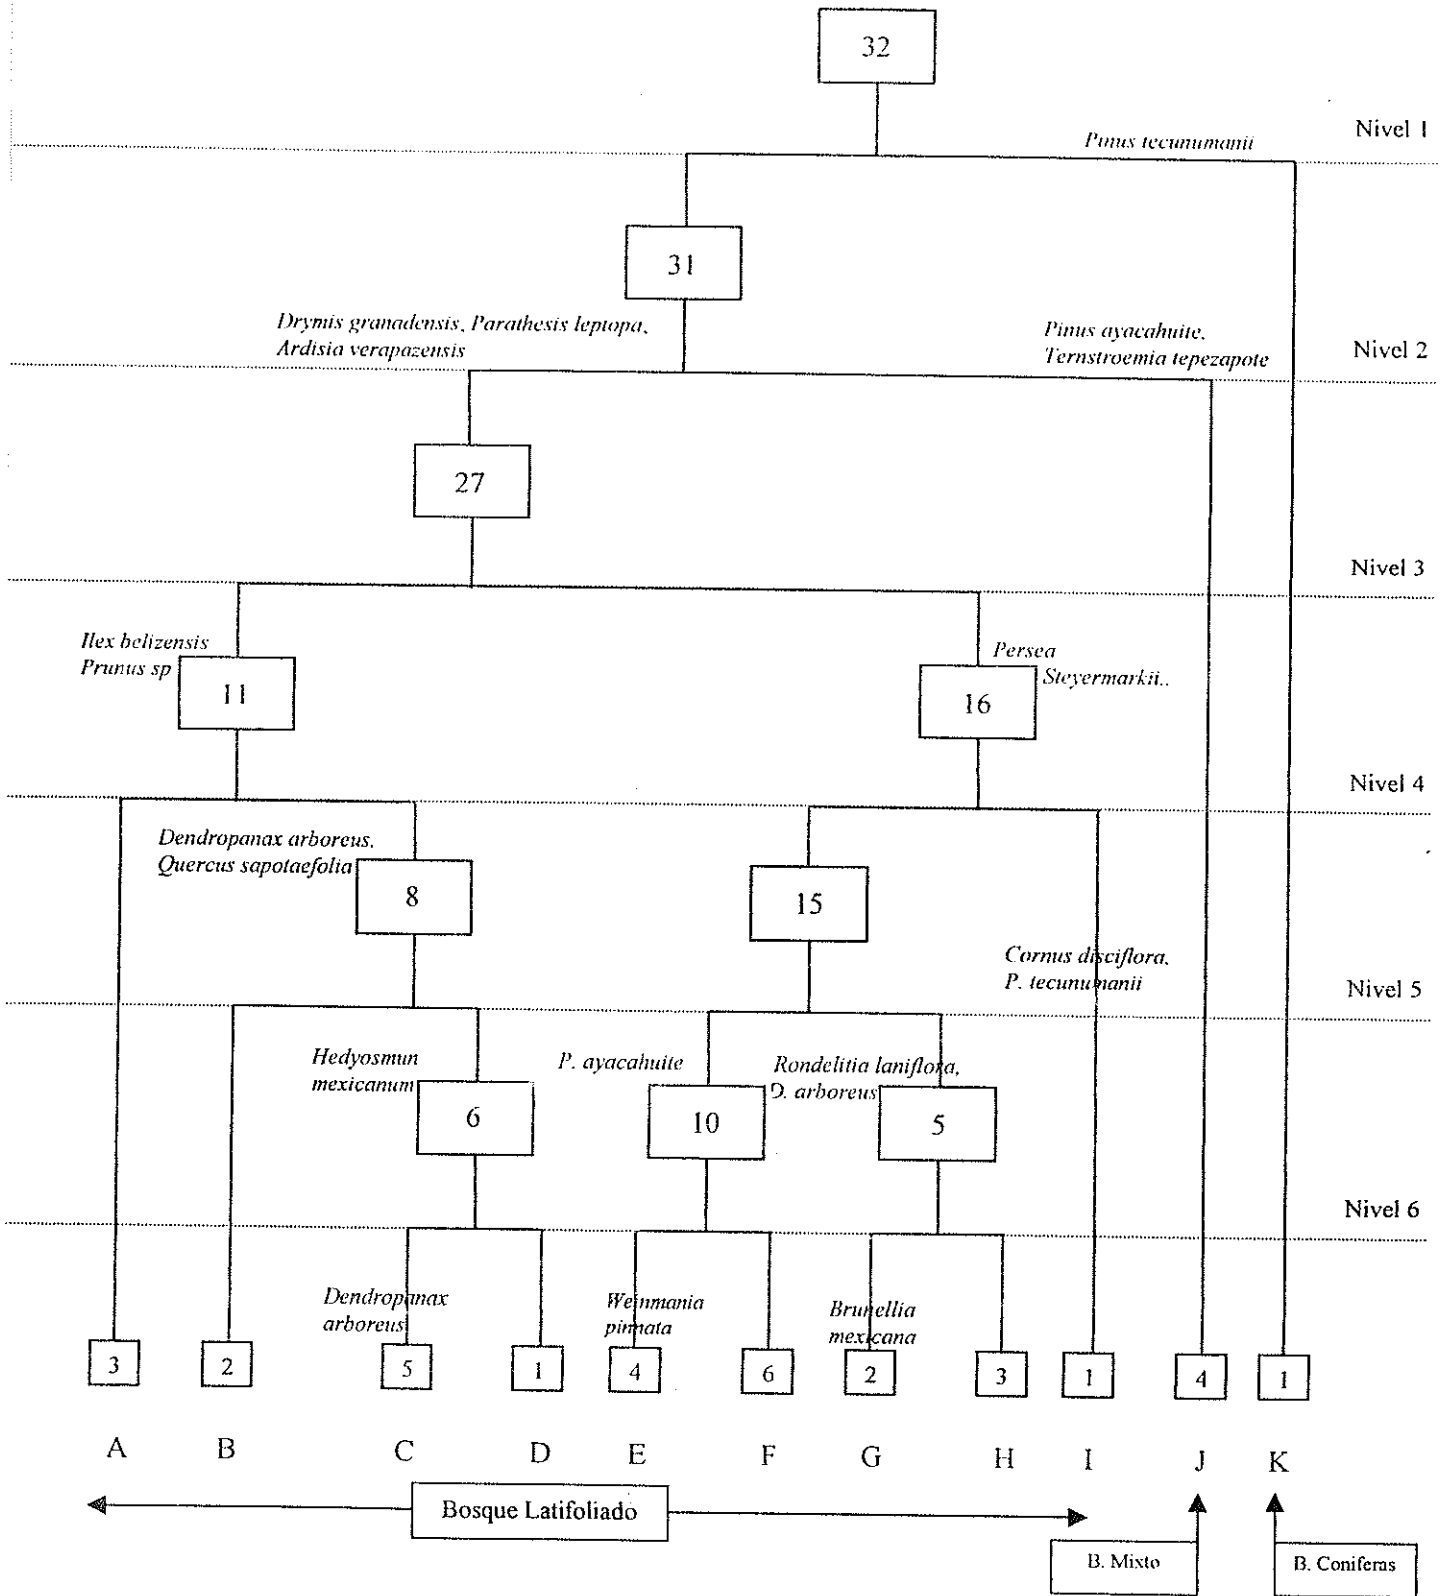 32
Nivel 1
Pinus tecunumanii
31
Drymis granadensis, Parathesis leptopa,
Ardisia verapazensis
Pinus ayacahuite,
Ternstroemia tepezapote
Nivel 2
27
Nivel 3
Ilex belizensis
Prunus sp
11
Persea
Steyermarkii..
16
Nivel 4
Dendropanax arboreus,
Quercus sapotaefolia
8
15
Cornus disciflora,
P. tecunumanii
Nivel 5
Hedyosmun
mexicanum
6
P. ayacahuite
10
Rondelitia laniflora,
D. arboreus
5
Nivel 6
Dendropanax
arboreus
Weinmania
pinnata
Brunellia
mexicana
3 2 5 1 4 6 2 3 1 4 1
A B C D E F G H I J K
Bosque Latifoliado
B. Mixto
B. Coniferas